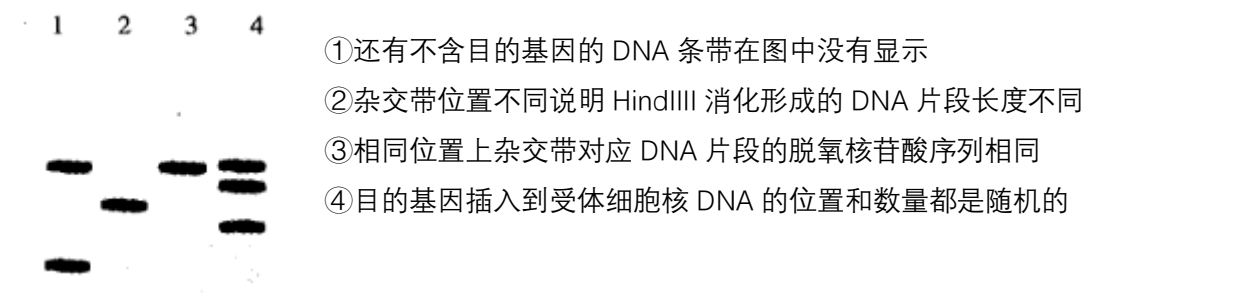 1 2 3 4
①还有不含目的基因的 DNA 条带在图中没有显示
②杂交带位置不同说明 HindIIII 消化形成的 DNA 片段长度不同
③相同位置上杂交带对应 DNA 片段的脱氧核苷酸序列相同
④目的基因插入到受体细胞核 DNA 的位置和数量都是随机的